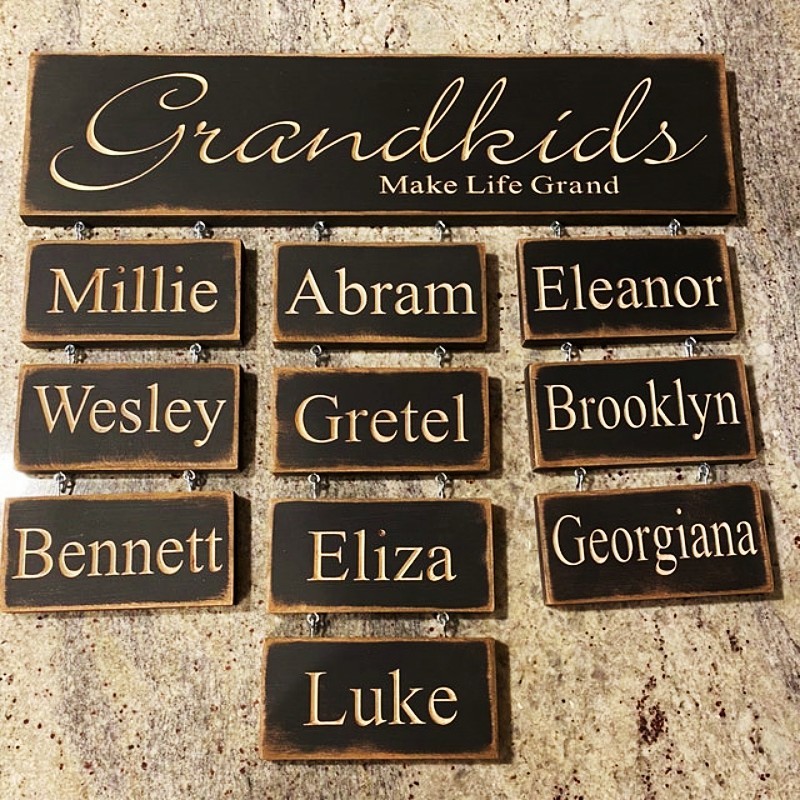 Grandkids
Make Life Grand
Millie
Abram
Eleanor
Wesley
Gretel
Brooklyn
Bennett
Eliza
Georgiana
Luke